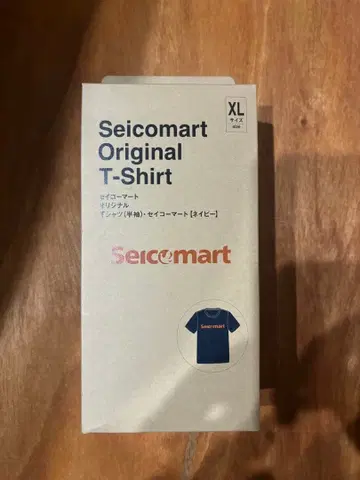 XL
サイズ
Seicomart
Original
T-Shirt
セイコーマート
オリジナル
Tシャツ(半袖)・セイコーマート【ネイビー】
Seicomart
Seicomart